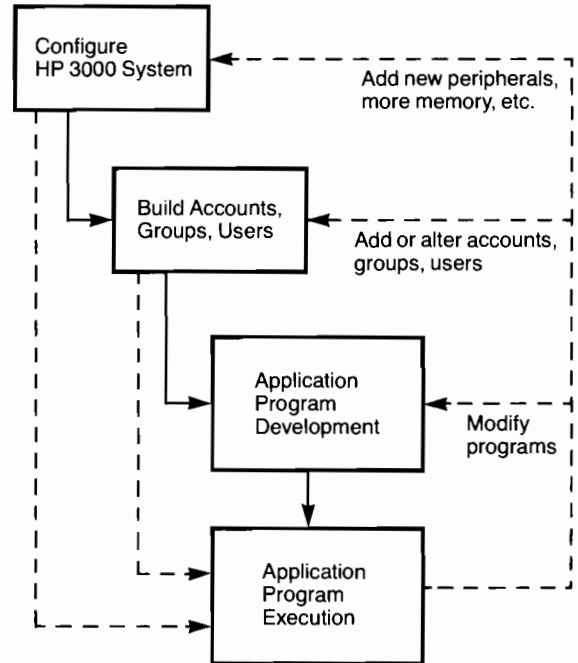 Configure
HP 3000 System
Add new peripherals,
more memory, etc.
Build Accounts,
Groups, Users
Add or alter accounts,
groups, users
Application
Program
Development
Modify
programs
Application
Program
Execution